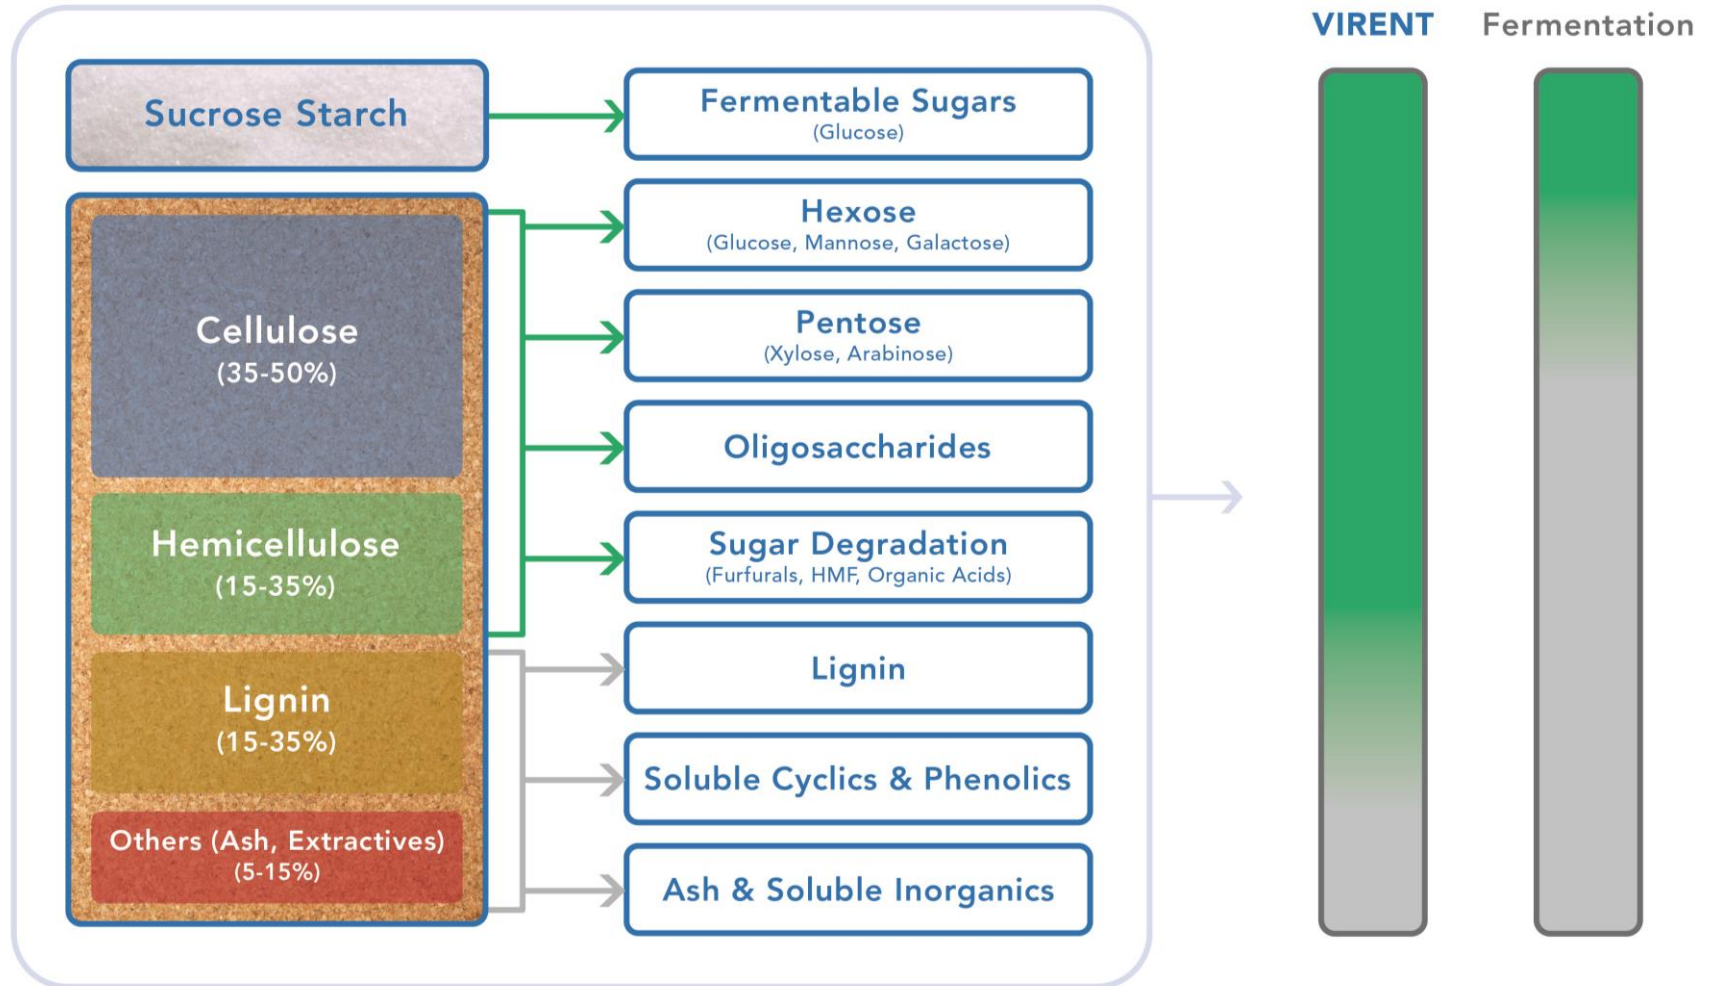 VIRENT
Fermentation
Sucrose Starch
Cellulose
(35-50%)
Hemicellulose
(15-35%)
Lignin
(15-35%)
Others (Ash, Extractives)
(5-15%)
Fermentable Sugars
(Glucose)
Hexose
(Glucose, Mannose, Galactose)
Pentose
(Xylose, Arabinose)
Oligosaccharides
Sugar Degradation
(Furfurals, HMF, Organic Acids)
Lignin
Soluble Cyclics & Phenolics
Ash & Soluble Inorganics